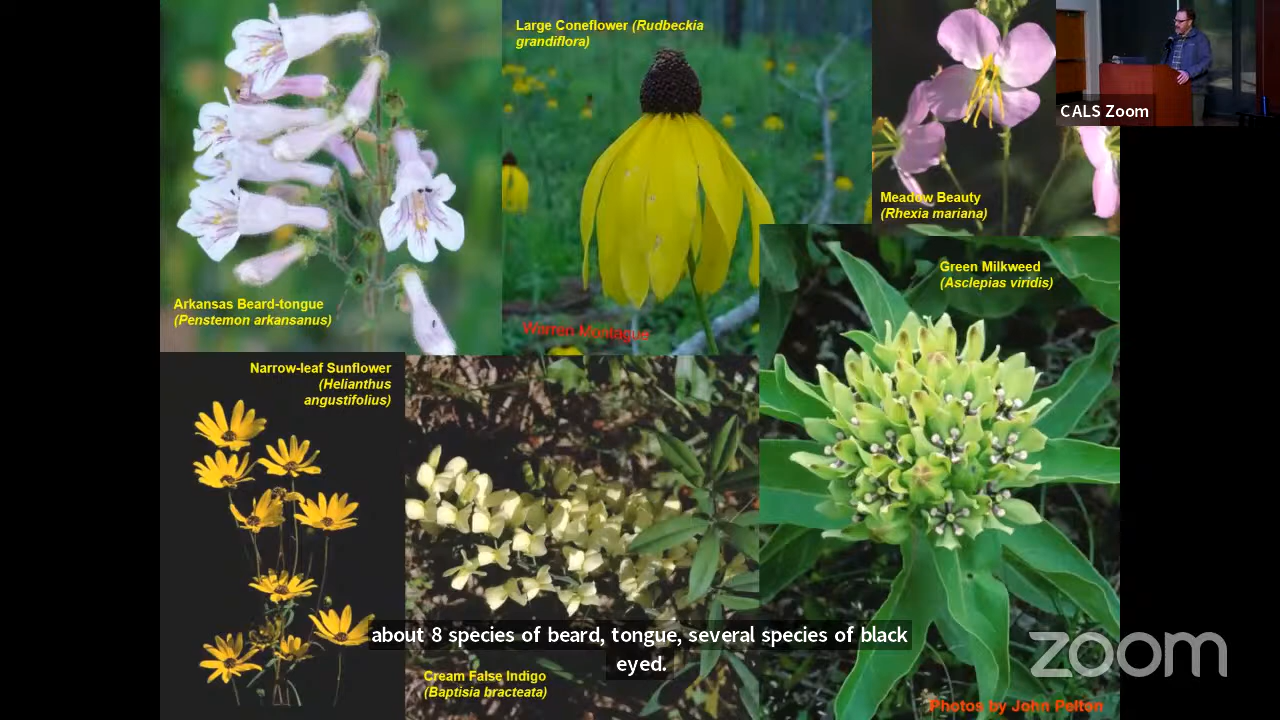 Large Coneflower (Rudbeckia
grandiflora)
CALS Zoom
Meadow Beauty
(Rhexia mariana)
Green Milkweed
(Asclepias viridis)
Arkansas Beard-tongue
(Penstemon arkansanus)
Warren Montague
Narrow-leaf Sunflower
(Helianthus
angustifolius)
about 8 species of beard, tongue, several species of black
eyed.
zoom
Cream False Indigo
(Baptisia bracteata)
Photos by John Pelton